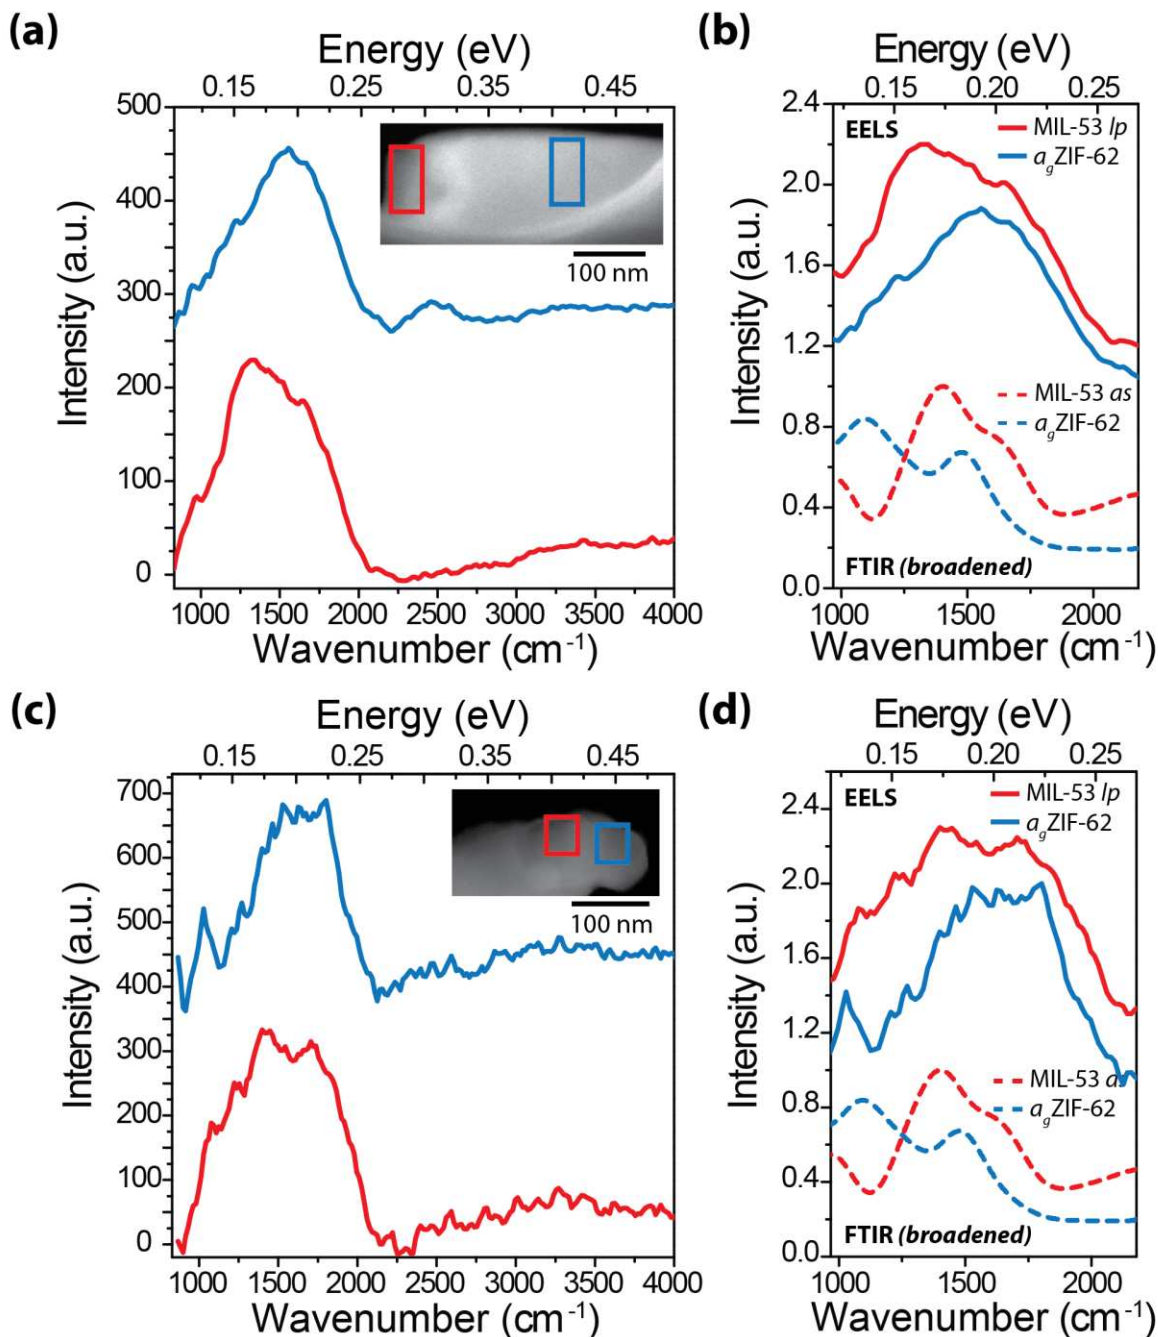 (a)
Energy (eV)
0.15 0.25 0.35 0.45
500
400
300
200
100
0
Intensity (a.u.)
100 nm
1000 1500 2000 2500 3000 3500 4000
Wavenumber (cm⁻¹)
(b)
Energy (eV)
0.15 0.20 0.25
2.4
2.0
1.6
1.2
0.8
0.4
0.0
Intensity (a.u.)
EELS
MIL-53 lp
agZIF-62
MIL-53 as
agZIF-62
FTIR (broadened)
1000 1500 2000
Wavenumber (cm⁻¹)
(c)
Energy (eV)
0.15 0.25 0.35 0.45
700
600
500
400
300
200
100
0
Intensity (a.u.)
100 nm
1000 1500 2000 2500 3000 3500 4000
Wavenumber (cm⁻¹)
(d)
Energy (eV)
0.15 0.20 0.25
2.4
2.0
1.6
1.2
0.8
0.4
0.0
Intensity (a.u.)
EELS
MIL-53 lp
agZIF-62
MIL-53
agZIF-62
FTIR (broadened)
1000 1500 2000
Wavenumber (cm⁻¹)